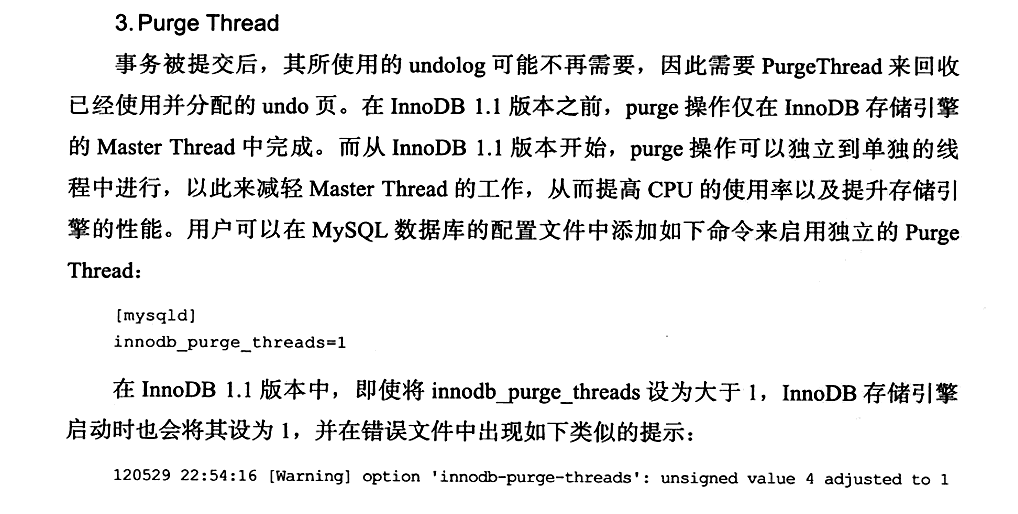 3. Purge Thread
事务被提交后，其所使用的 undolog 可能不再需要，因此需要 PurgeThread 来回收
已经使用并分配的 undo 页。在 InnoDB 1.1 版本之前，purge 操作仅在 InnoDB 存储引擎
的 Master Thread 中完成。而从 InnoDB 1.1 版本开始，purge 操作可以独立到单独的线
程中进行，以此来减轻 Master Thread 的工作，从而提高 CPU 的使用率以及提升存储引
擎的性能。用户可以在 MySQL 数据库的配置文件中添加如下命令来启用独立的 Purge
Thread：
[mysqld]
innodb_purge_threads=1
在 InnoDB 1.1 版本中，即使将 innodb_purge_threads 设为大于 1，InnoDB 存储引擎
启动时也会将其设为 1，并在错误文件中出现如下类似的提示：
120529 22:54:16 [Warning] option 'innodb-purge-threads': unsigned value 4 adjusted to 1